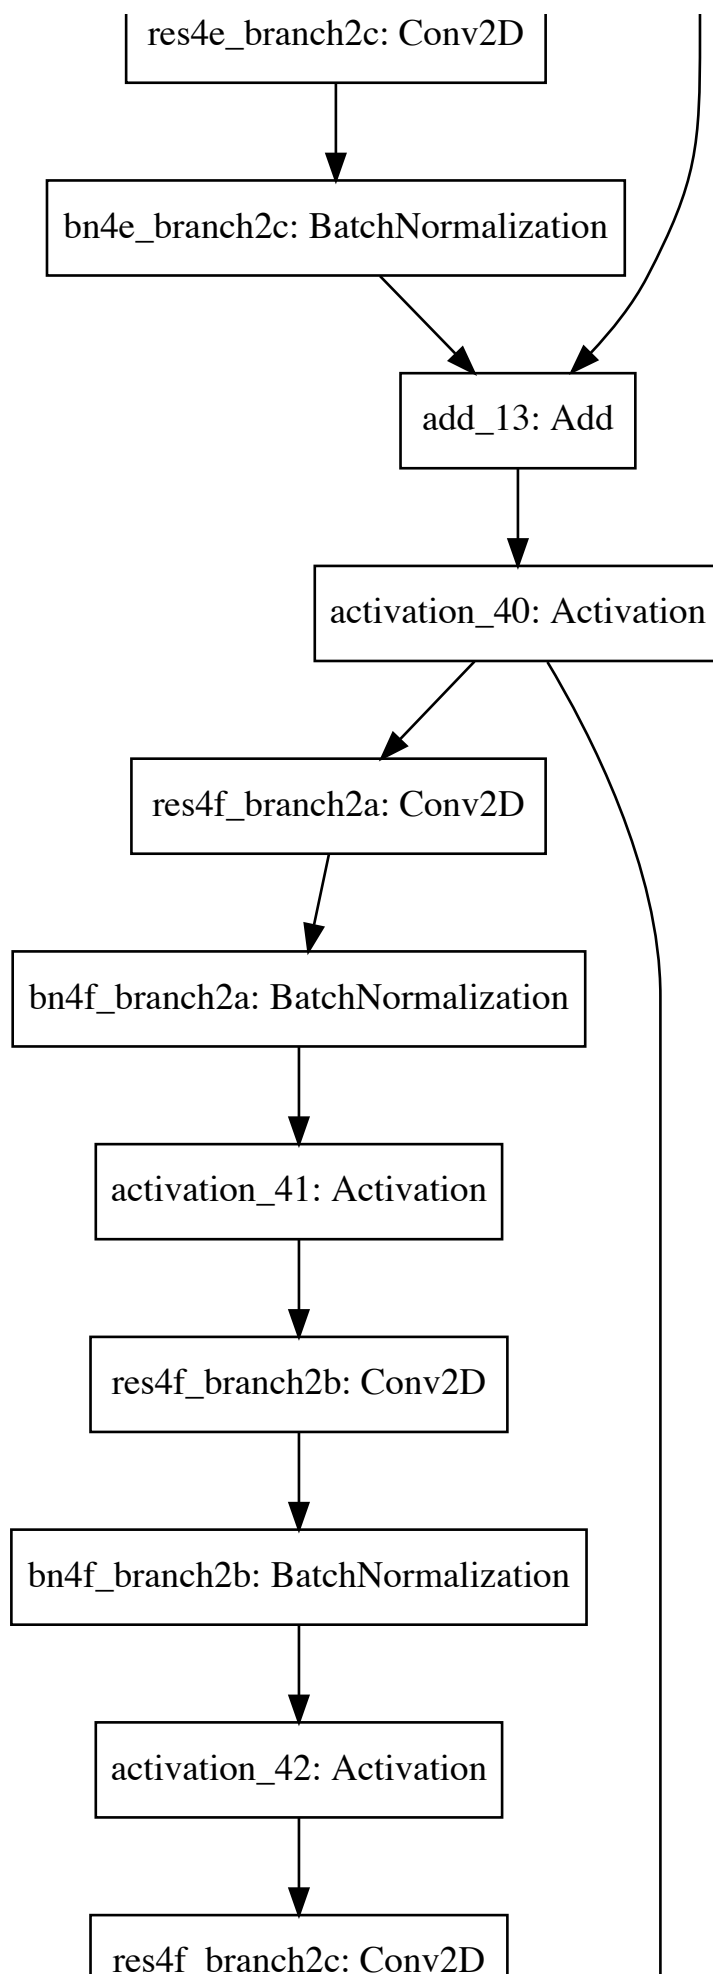 res4e_branch2c: Conv2D
bn4e_branch2c: BatchNormalization
add_13: Add
activation_40: Activation
res4f_branch2a: Conv2D
bn4f_branch2a: BatchNormalization
activation_41: Activation
res4f_branch2b: Conv2D
bn4f_branch2b: BatchNormalization
activation_42: Activation
res4f_branch2c: Conv2D